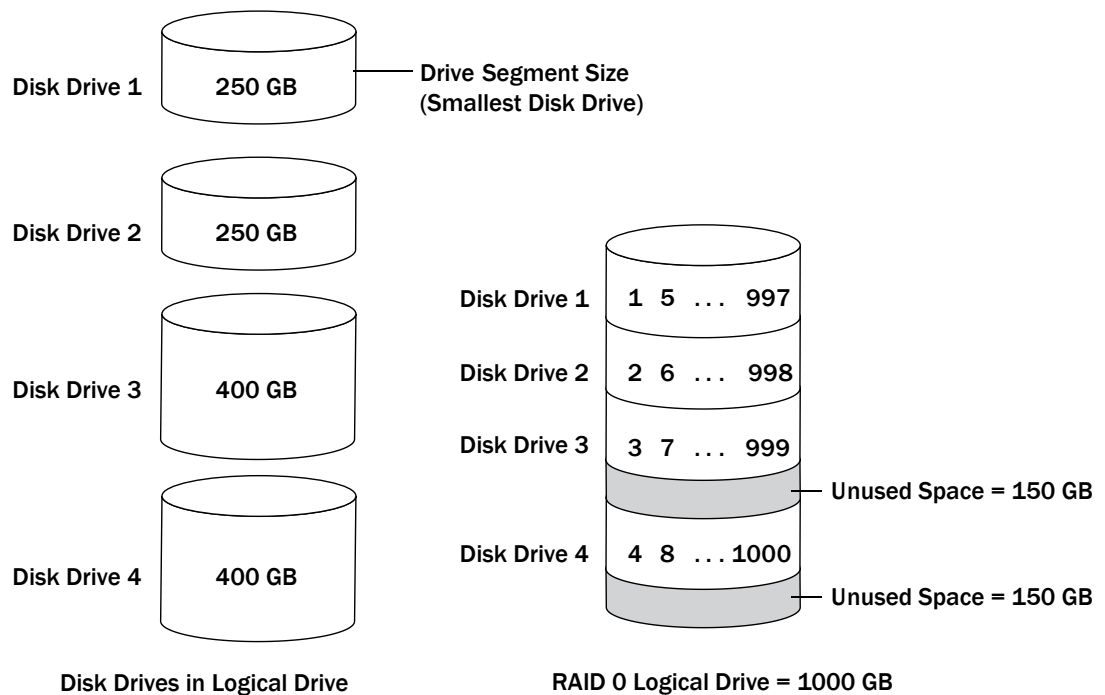 Disk Drive 1
250 GB
Drive Segment Size
(Smallest Disk Drive)
Disk Drive 2
250 GB
Disk Drive 3
400 GB
Disk Drive 4
400 GB
Disk Drives in Logical Drive
Disk Drive 1
1 5 ... 997
Disk Drive 2
2 6 ... 998
Disk Drive 3
3 7 ... 999
Unused Space = 150 GB
Disk Drive 4
4 8 ... 1000
Unused Space = 150 GB
RAID 0 Logical Drive = 1000 GB